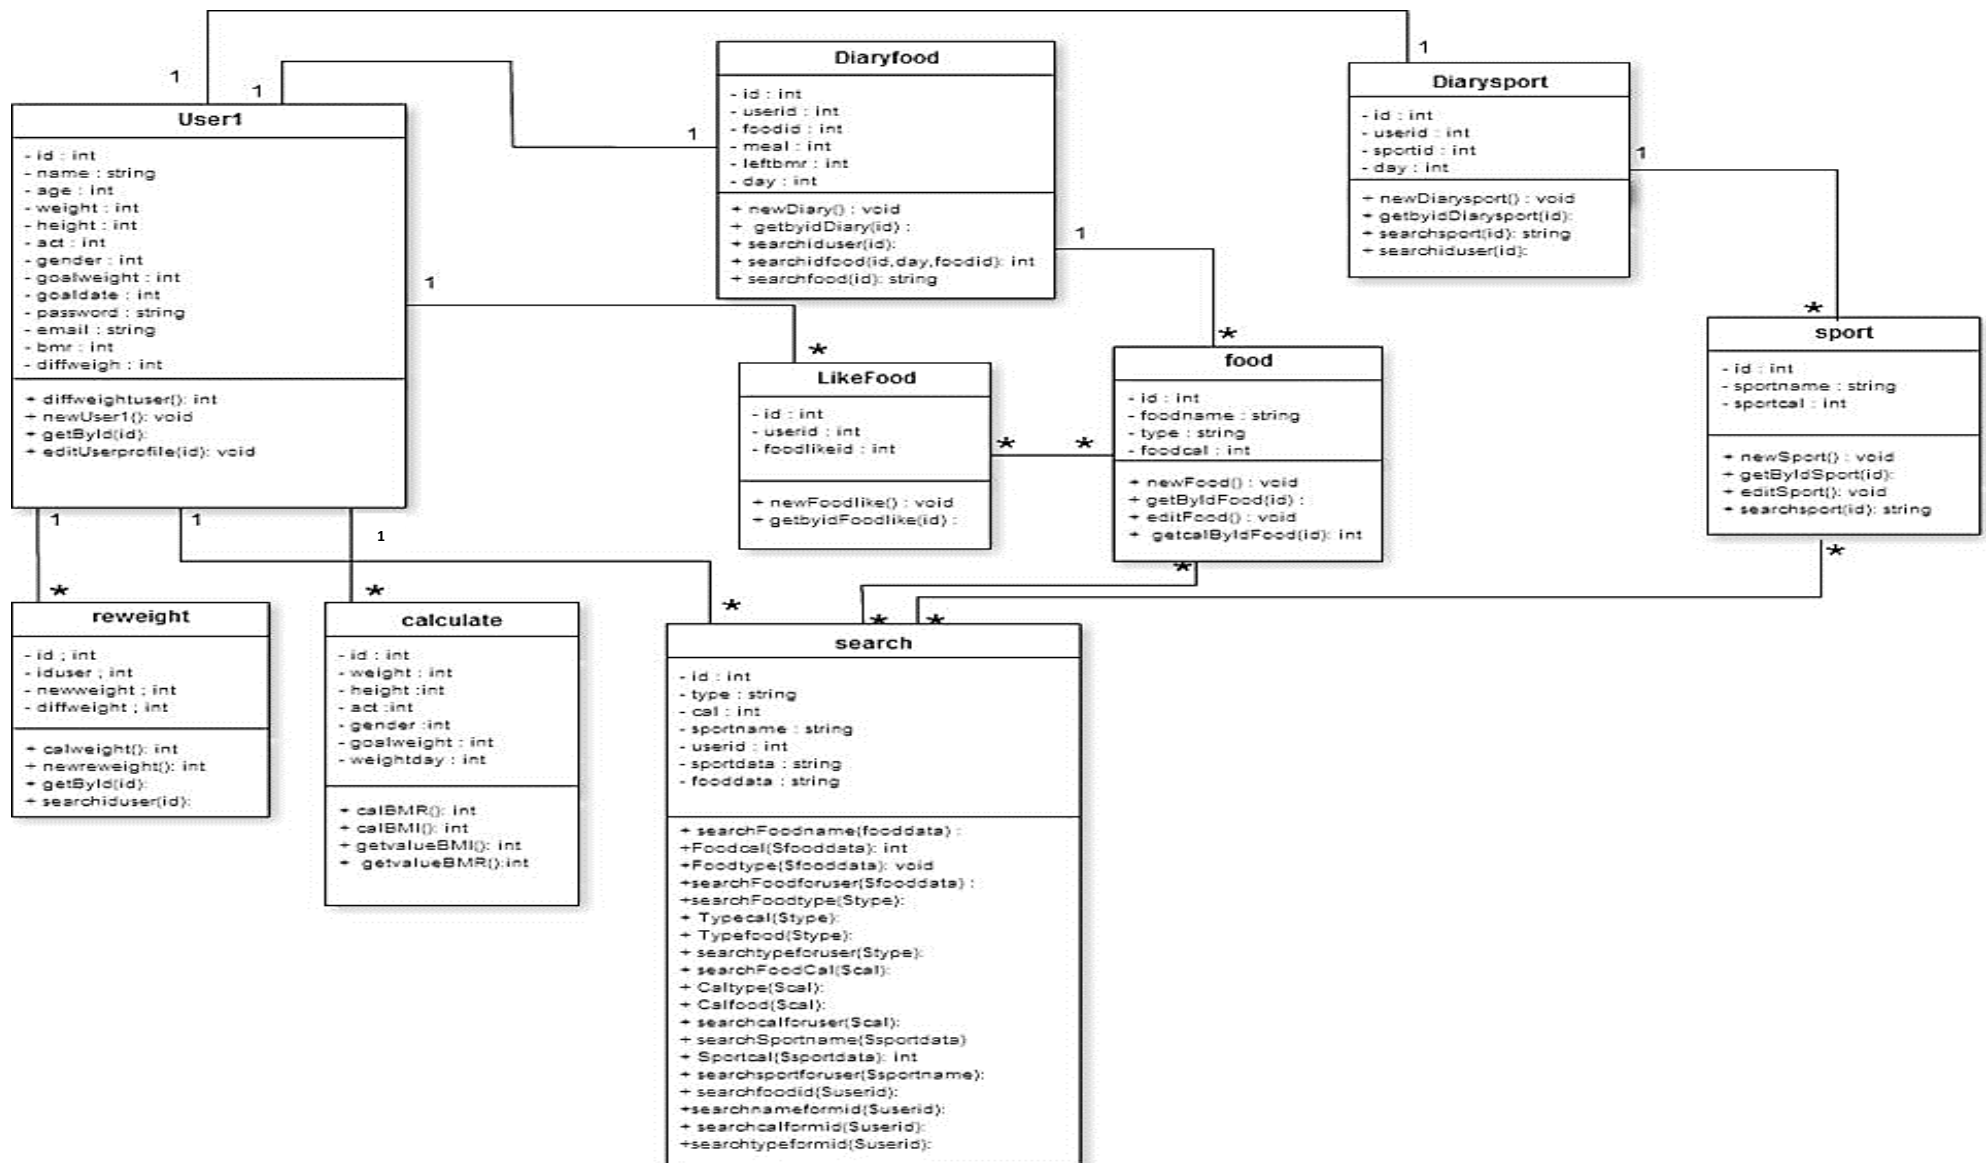 1
1
User1
- id : int
- name : string
- age : int
- weight : int
- height : int
- act : int
- gender : int
- goalweight : int
- goaldate : int
- password : string
- email : string
- bmr : int
- diffweigh : int
+ diffweightuser(): int
+ newUser1(): void
+ getById(id):
+ editUserprofile(id): void
1
Diaryfood
- id : int
- userid : int
- foodid : int
- meal : int
- leftbmr : int
- day : int
+ newDiary() : void
+ getbyidDiary(id) :
+ searchiduser(id):
+ searchidfood(id,day,foodid): int
+ searchfood(id): string
1
*
1
Diarysport
- id : int
- userid : int
- sportid : int
- day : int
+ newDiarysport() : void
+ getbyidDiarysport(id):
+ searchsport(id): string
+ searchiduser(id):
1
*
1
*
LikeFood
- id : int
- userid : int
- foodlikeid : int
+ newFoodlike() : void
+ getbyidFoodlike(id) :
* *
food
- id : int
- foodname : string
- type : string
- foodcal : int
+ newFood() : void
+ getByIdFood(id) :
+ editFood() : void
+ getcalByIdFood(id): int
*
sport
- id : int
- sportname : string
- sportcal : int
+ newSport() : void
+ getByIdSport(id):
+ editSport(): void
+ searchsport(id): string
*
1 1 1
* * *
reweight
- id ; int
- iduser ; int
- newweight ; int
- diffweight ; int
+ calweight(): int
+ newreweight(): int
+ getById(id):
+ searchiduser(id):
calculate
- id : int
- weight : int
- height :int
- act :int
- gender :int
- goalweight : int
- weightday : int
+ calBMR(): int
+ calBMI(): int
+ getvalueBMI(): int
+ getvalueBMR():int
* *
search
- id : int
- type : string
- cal : int
- sportname : string
- userid : int
- sportdata : string
- fooddata : string
+ searchFoodname(fooddata) :
+Foodcal($fooddata): int
+Foodtype($fooddata): void
+searchFoodforuser($fooddata) :
+searchFoodtype($type):
+ Typecal($type):
+ Typefood($type):
+ searchtypeforuser($type):
+ searchFoodCal($cal):
+ Caltype($cal):
+ Calfood($cal):
+ searchcalforuser($cal):
+ searchSportname($sportdata)
+ Sportcal($sportdata): int
+ searchsportforuser($sportname):
+ searchfoodid($userid):
+searchnameformid($userid):
+ searchcalformid($userid):
+searchtypeformid($userid):